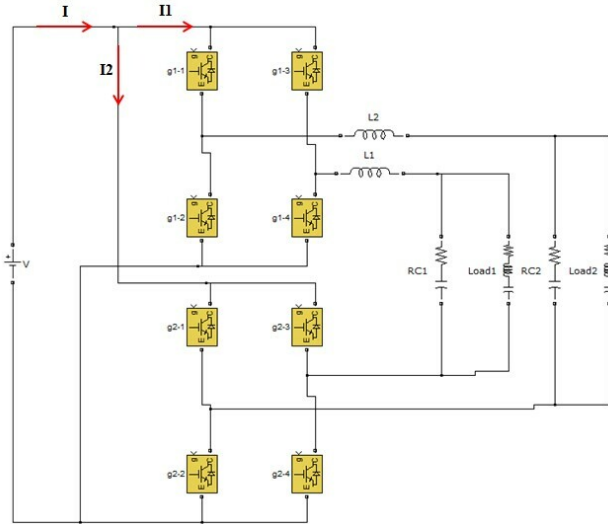 I
I1
I2
g1-1
g1-3
g C E
g C E
L2
L1
g1-2
g1-4
g C E
g C E
+
V
RC1
Load1
RC2
Load2
g2-1
g2-3
g C E
g C E
g2-2
g2-4
g C E
g C E